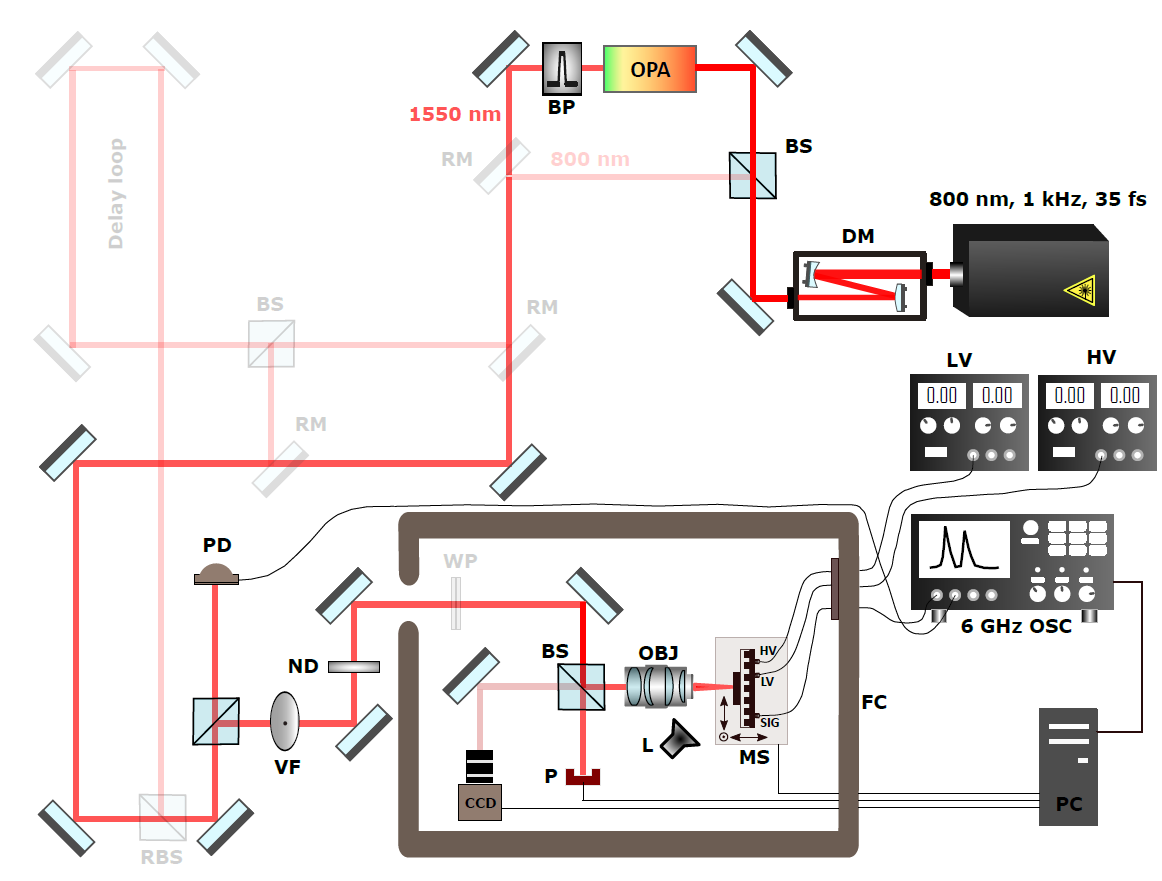 OPA
BP
1550 nm
BS
RM
800 nm
Delay loop
800 nm, 1 kHz, 35 fs
DM
BS
RM
LV
HV
0.00
0.00
0.00
0.00
RM
PD
WP
6 GHz OSC
ND
BS
OBJ
HV
LV
SIG
FC
VF
L
MS
P
CCD
PC
RBS